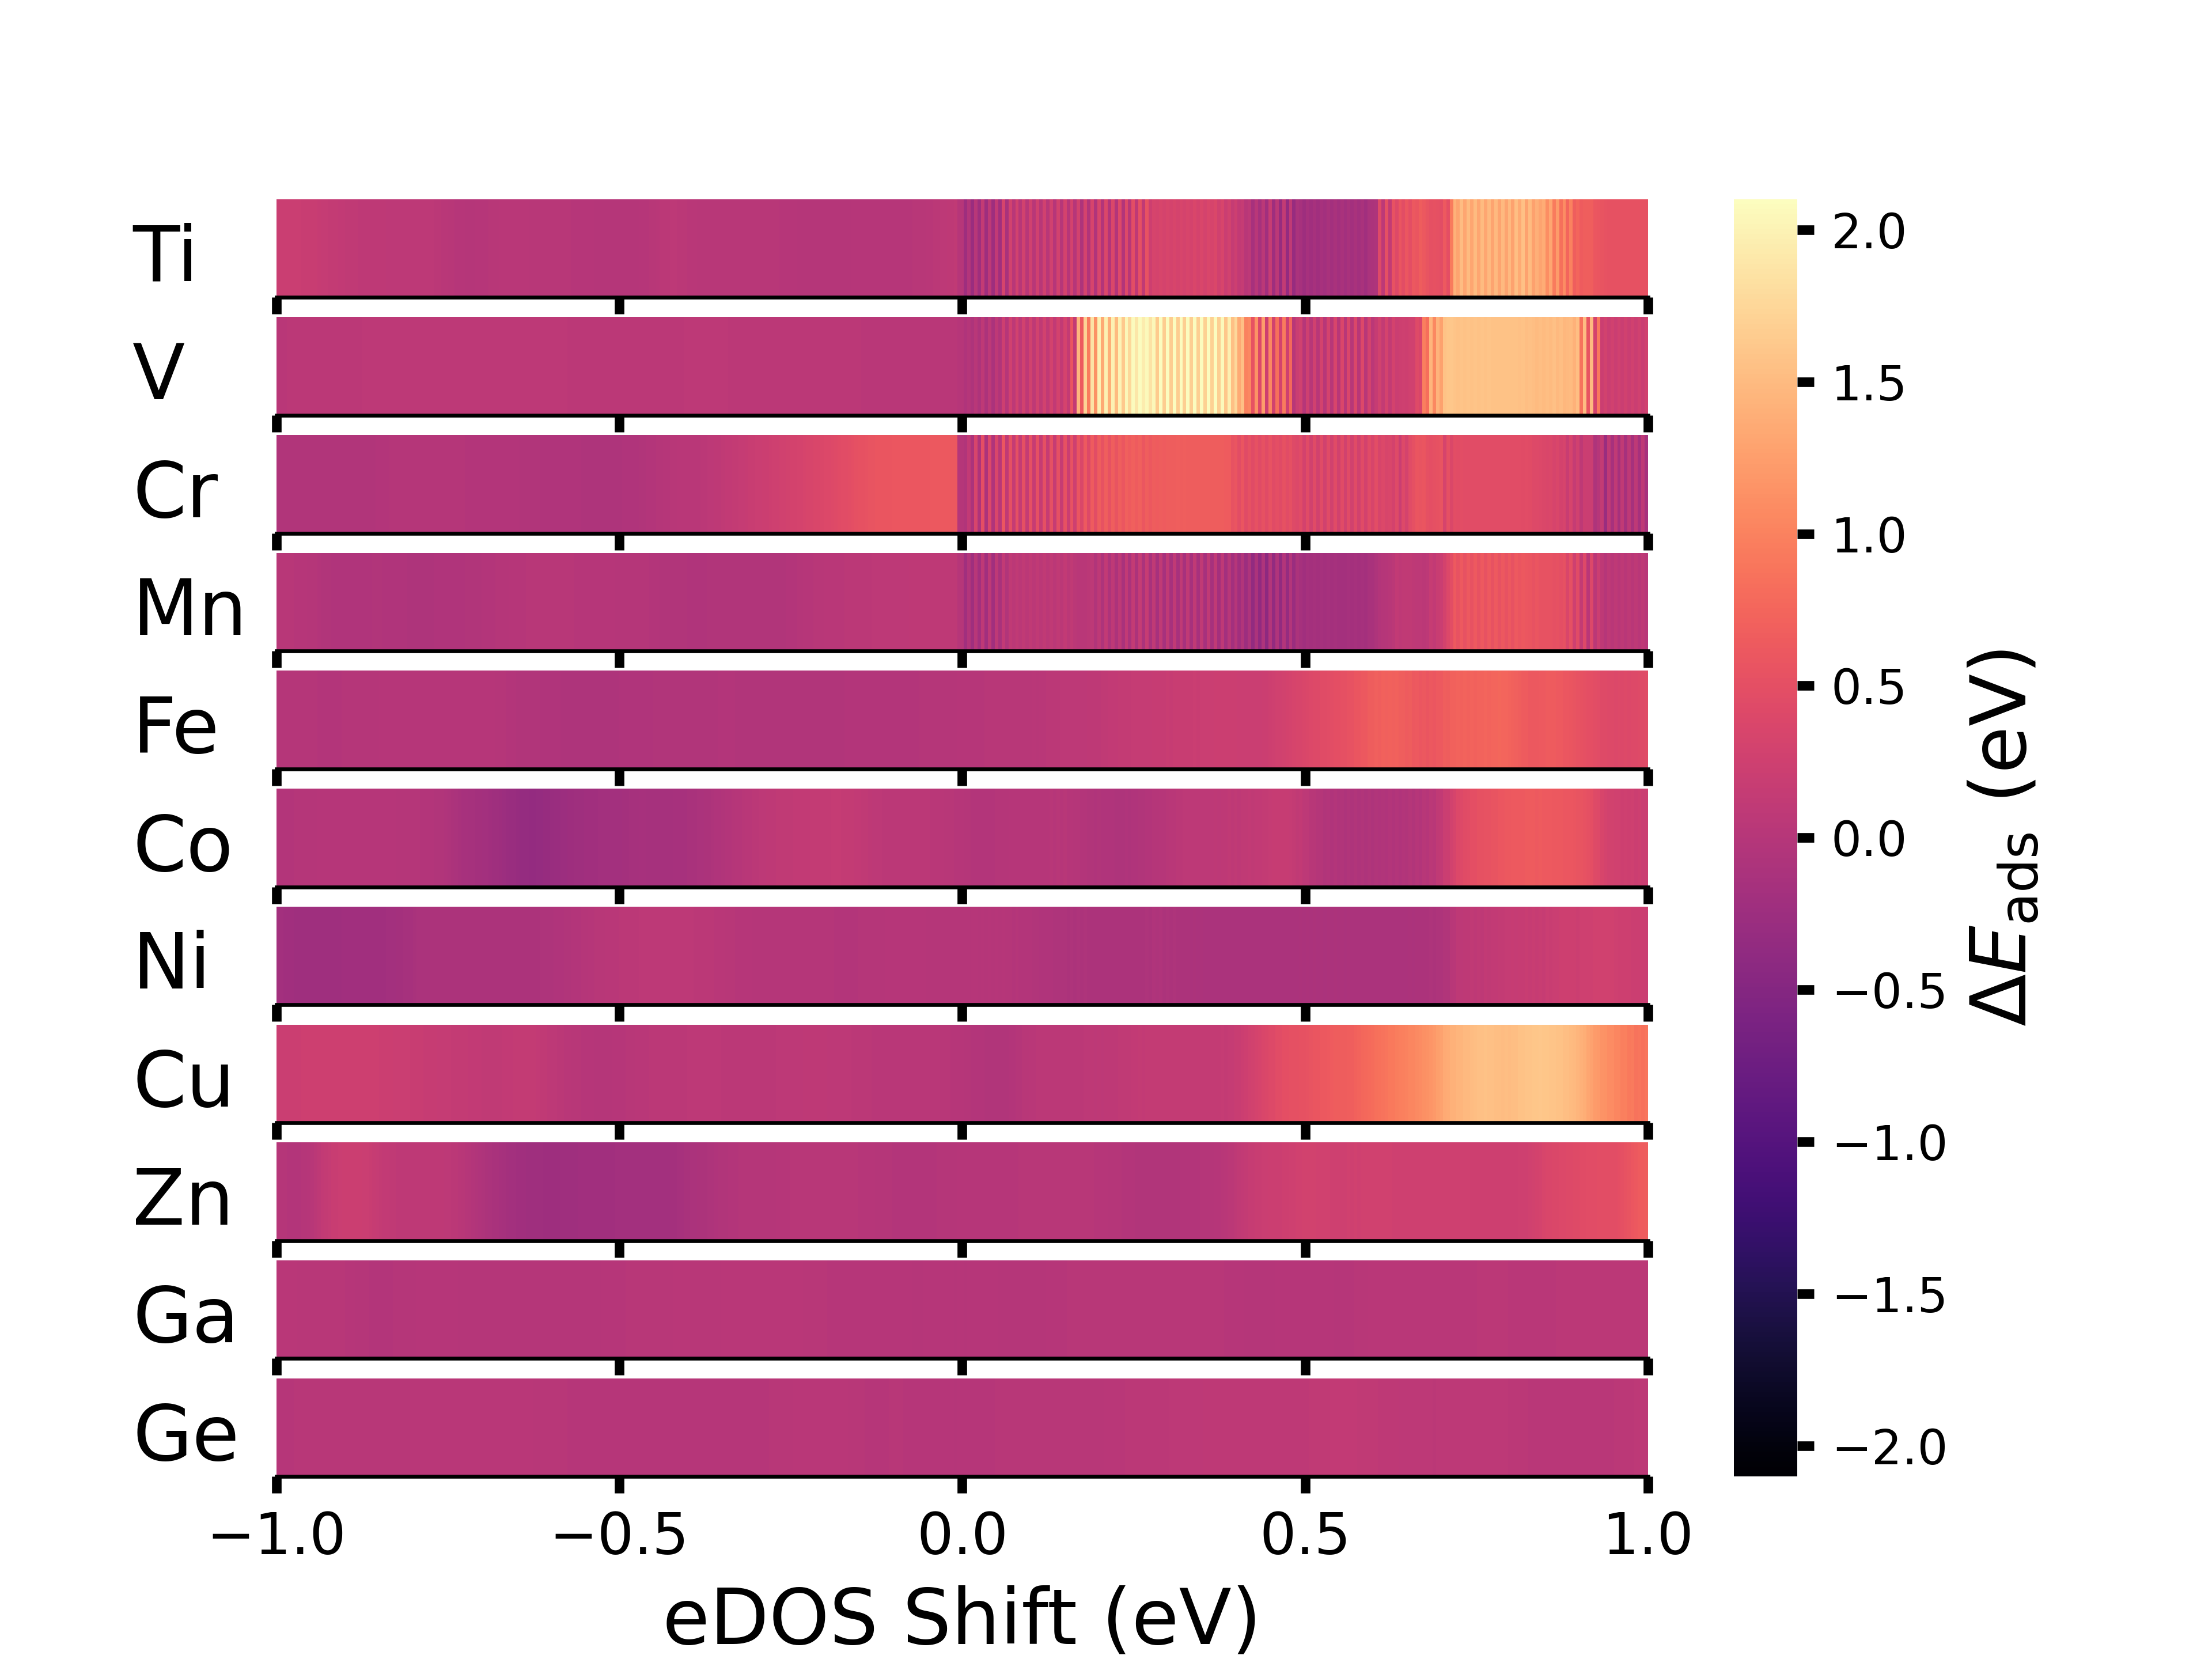 Ti
V
Cr
Mn
Fe
Co
Ni
Cu
Zn
Ga
Ge
−1.0 −0.5 0.0 0.5 1.0
eDOS Shift (eV)
2.0
1.5
1.0
0.5
0.0
−0.5
−1.0
−1.5
−2.0
ΔE_ads (eV)